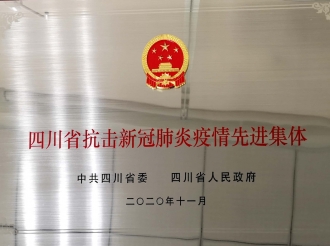 四川省抗击新冠肺炎疫情先进集体
中共四川省委 四川省人民政府
二〇二〇年十一月